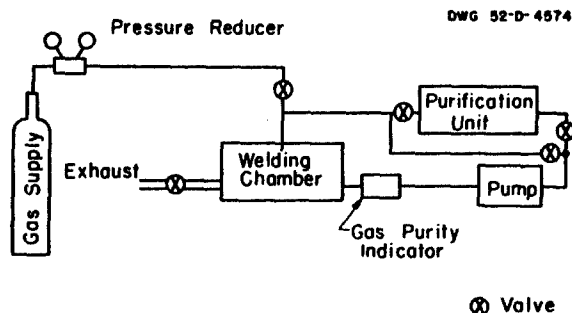 DWG 52-D-4574
Pressure Reducer
Gas Supply
Purification
Unit
Exhaust
Welding
Chamber
Pump
Gas Purity
Indicator
Valve